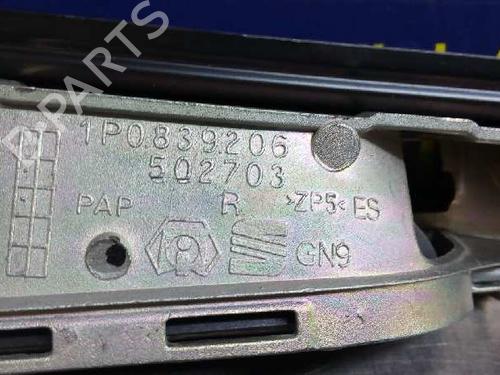 1P0839206
502703
PAP R >ZP5< ES
GN9
B-PARTS